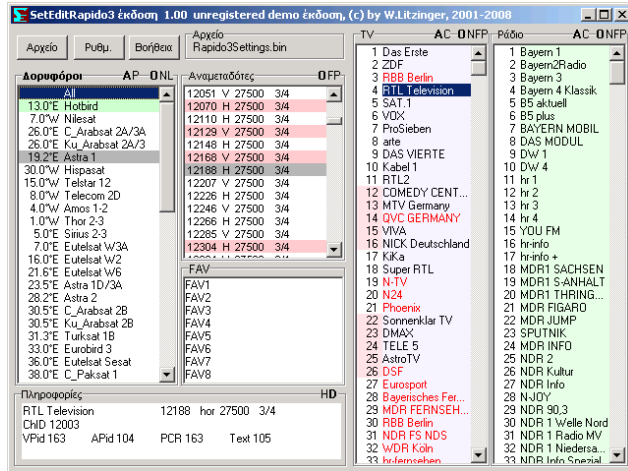 SetEditRapido3 έκδοση 1.00 unregistered demo έκδοση, (c) by W.Litzinger, 2001-2008
Αρχείο
Ρυθμ.
Βοήθεια
Αρχείο
Rapido3Settings.bin
Δορυφόροι AP ONL
All
13.0°E Hotbird
7.0°W Nilesat
26.0°E C_Arabsat 2A/3A
26.0°E Ku_Arabsat 2A/3
19.2°E Astra 1
30.0°W Hispasat
15.0°W Telstar 12
8.0°W Telecom 2D
4.0°W Amos 1-2
1.0°W Thor 2-3
5.0°E Sirius 2-3
7.0°E Eutelsat W3A
16.0°E Eutelsat W2
21.6°E Eutelsat W6
23.5°E Astra 1D/3A
28.2°E Astra 2
30.5°E C_Arabsat 2B
30.5°E Ku_Arabsat 2B
31.3°E Turksat 1B
33.0°E Eurobird 3
36.0°E Eutelsat Sesat
38.0°E C_Paksat 1
Αναμεταδότες OFP
12051 V 27500 3/4
12070 H 27500 3/4
12110 H 27500 3/4
12129 V 27500 3/4
12148 H 27500 3/4
12168 V 27500 3/4
12188 H 27500 3/4
12207 V 27500 3/4
12226 H 27500 3/4
12246 V 27500 3/4
12266 H 27500 3/4
12285 V 27500 3/4
12304 H 27500 3/4
FAV
FAV1
FAV2
FAV3
FAV4
FAV5
FAV6
FAV7
FAV8
Πληροφορίες HD-
RTL Television 12188 hor 27500 3/4
ChID 12003
VPid 163 APid 104 PCR 163 Text 105
TV AC-ONFP
1 Das Erste
2 ZDF
3 RBB Berlin
4 RTL Television
5 SAT.1
6 VOX
7 ProSieben
8 arte
9 DAS VIERTE
10 Kabel 1
11 RTL2
12 COMEDY CENT...
13 MTV Germany
14 QVC GERMANY
15 VIVA
16 NICK Deutschland
17 KiKa
18 Super RTL
19 N-TV
20 N24
21 Phoenix
22 Sonnenklar TV
23 DMAX
24 TELE 5
25 AstroTV
26 DSF
27 Eurosport
28 Bayerisches Fer...
29 MDR FERNSEH...
30 RBB Berlin
31 NDR FS NDS
32 WDR Köln
33 hr-fernsehen
Ράδιο AC-ONFP
1 Bayern 1
2 Bayern2Radio
3 Bayern 3
4 Bayern 4 Klassik
5 B5 aktuell
6 B5 plus
7 BAYERN MOBIL
8 DAS MODUL
9 DW 1
10 DW 4
11 hr 1
12 hr 2
13 hr 3
14 hr 4
15 YOU FM
16 hr-info
17 hr-info +
18 MDR1 SACHSEN
19 MDR1 S-ANHALT
20 MDR1 THRING...
21 MDR FIGARO
22 MDR JUMP
23 SPUTNIK
24 MDR INFO
25 NDR 2
26 NDR Kultur
27 NDR Info
28 N-JOY
29 NDR 90,3
30 NDR 1 Welle Nord
31 NDR 1 Radio MV
32 NDR 1 Niedersa...
33 NDR Info Spezial